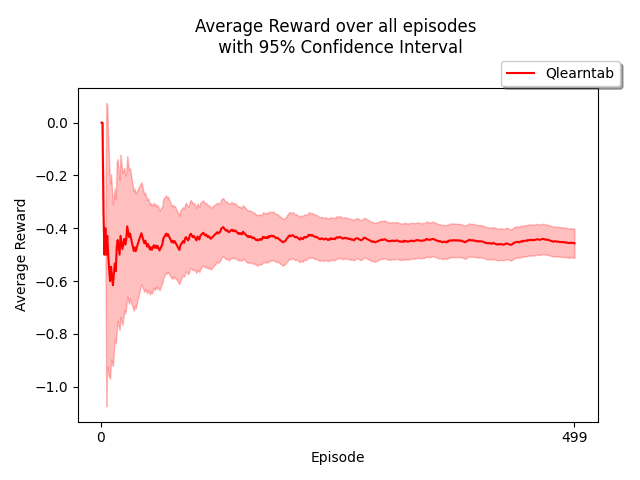 Average Reward over all episodes
with 95% Confidence Interval
Qlearntab
0.0
−0.2
−0.4
−0.6
−0.8
−1.0
Average Reward
0
499
Episode